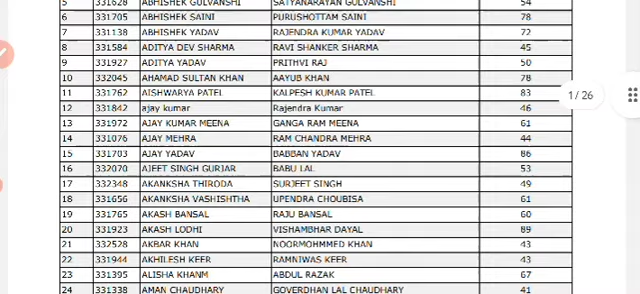 5 331628 ABHISHEK GULVANSHI SATYANARAYAN GULVANSHI 54
6 331705 ABHISHEK SAINI PURUSHOTTAM SAINI 78
7 331138 ABHISHEK YADAV RAJENDRA KUMAR YADAV 72
8 331584 ADITYA DEV SHARMA RAVI SHANKER SHARMA 45
9 331927 ADITYA YADAV PRITHVI RAJ 50
10 332045 AHAMAD SULTAN KHAN AAYUB KHAN 78
11 331762 AISHWARYA PATEL KALPESH KUMAR PATEL 83
1/26
12 331842 ajay kumar Rajendra Kumar 46
13 331972 AJAY KUMAR MEENA GANGA RAM MEENA 61
14 331076 AJAY MEHRA RAM CHANDRA MEHRA 44
15 331703 AJAY YADAV BABBAN YADAV 86
16 332070 AJEET SINGH GURJAR BABU LAL 53
17 332348 AKANKSHA THIRODA SURJEET SINGH 49
18 331656 AKANKSHA VASHISHTHA UPENDRA CHOUBISA 61
19 331765 AKASH BANSAL RAJU BANSAL 60
20 331923 AKASH LODHI VISHAMBHAR DAYAL 89
21 332528 AKBAR KHAN NOORMOHMMED KHAN 43
22 331944 AKHILESH KEER RAMNIWAS KEER 43
23 331395 ALISHA KHANM ABDUL RAZAK 67
24 331338 AMAN CHAUDHARY GOVERDHAN LAL CHAUDHARY 41